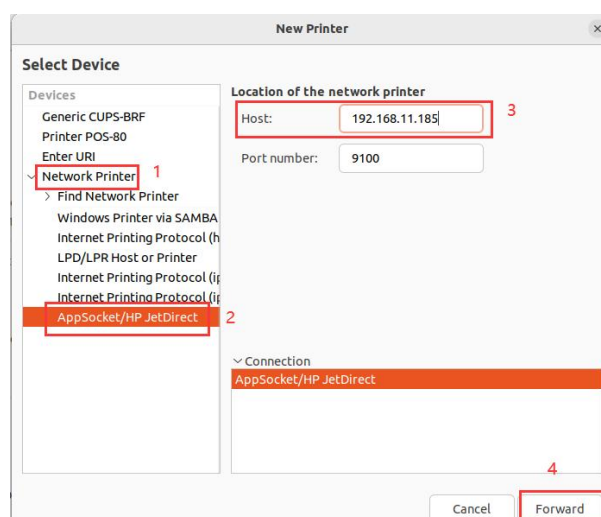 New Printer
Select Device
Devices
Generic CUPS-BRF
Printer POS-80
Enter URI
Network Printer 1
Find Network Printer
Windows Printer via SAMBA
Internet Printing Protocol (h
LPD/LPR Host or Printer
Internet Printing Protocol (ip
Internet Printing Protocol (ip
AppSocket/HP JetDirect 2
Location of the network printer
Host: 192.168.11.185 3
Port number: 9100
Connection
AppSocket/HP JetDirect
4
Cancel Forward